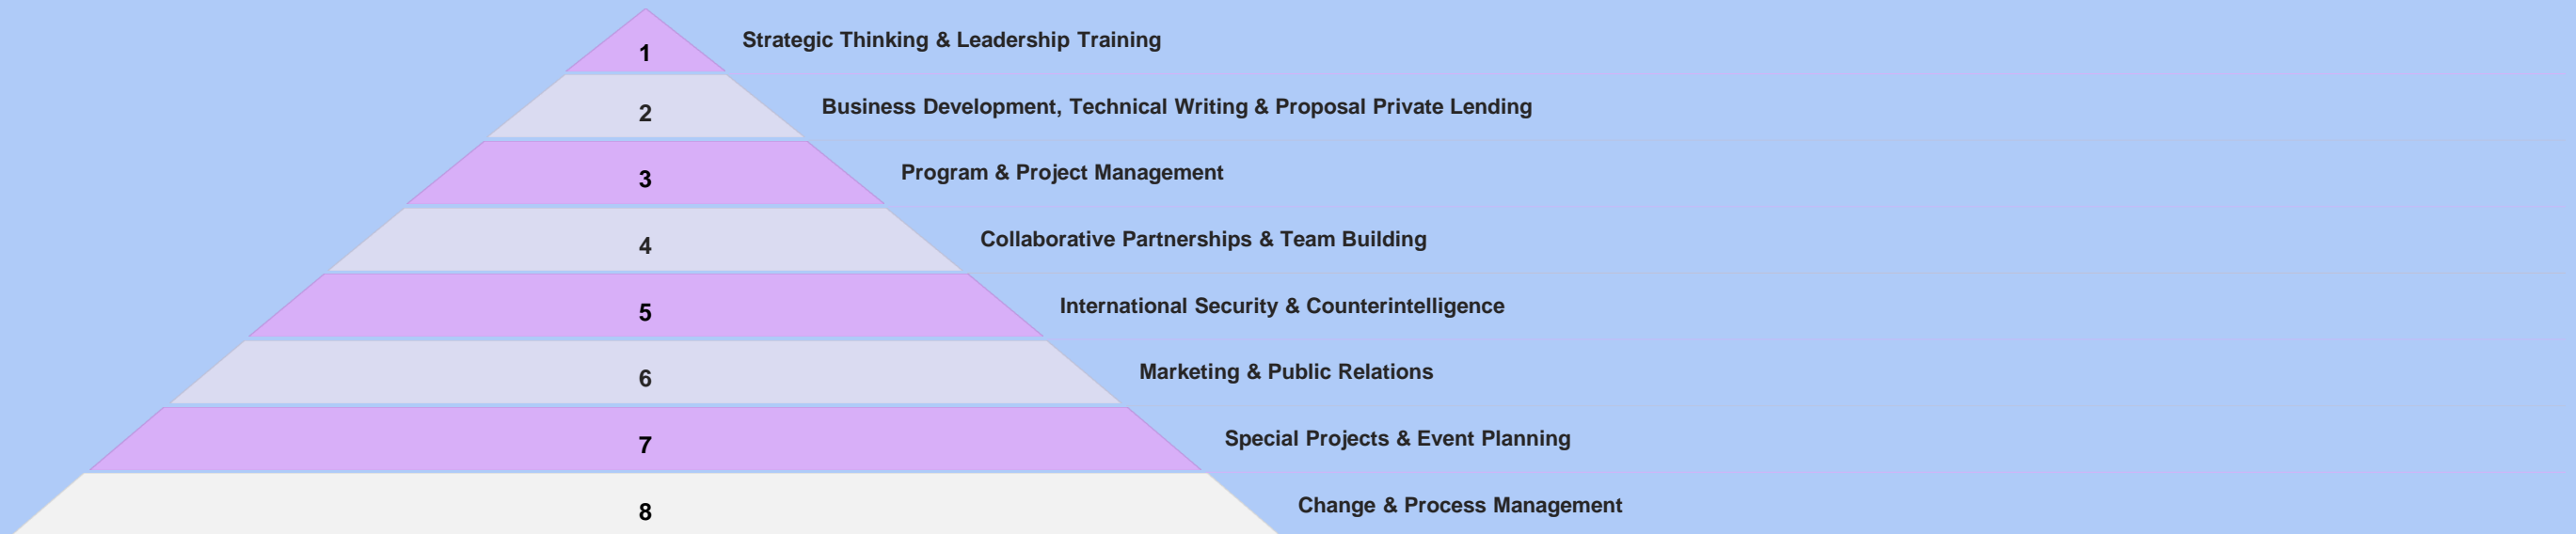 1
Strategic Thinking & Leadership Training
2
Business Development, Technical Writing & Proposal Private Lending
3
Program & Project Management
4
Collaborative Partnerships & Team Building
5
International Security & Counterintelligence
6
Marketing & Public Relations
7
Special Projects & Event Planning
8
Change & Process Management